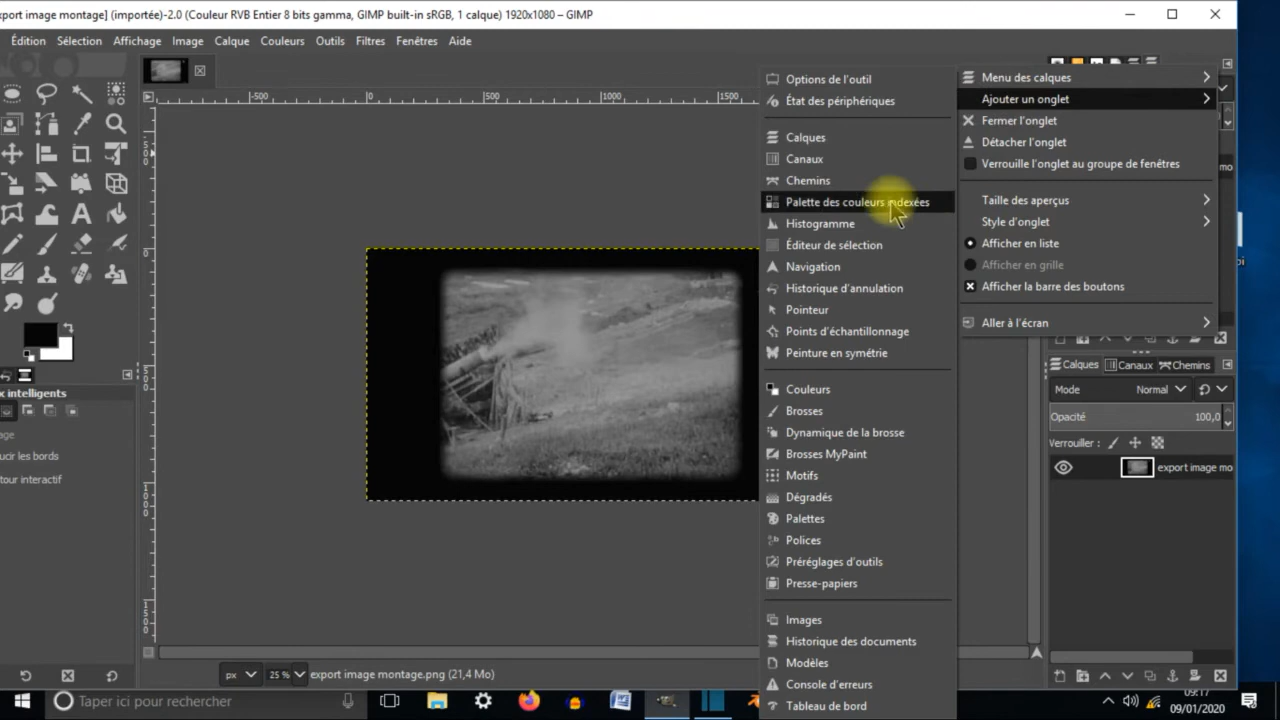 xport image montage] (importée)-2.0 (Couleur RVB Entier 8 bits gamma, GIMP built-in sRGB, 1 calque) 1920x1080 – GIMP
Édition Sélection Affichage Image Calque Couleurs Outils Filtres Fenêtres Aide
-500 0 500 1000 1500
Options de l'outil
État des périphériques
Calques
Canaux
Chemins
Palette des couleurs indexées
Histogramme
Éditeur de sélection
Navigation
Historique d'annulation
Pointeur
Points d'échantillonnage
Peinture en symétrie
Couleurs
Brosses
Dynamique de la brosse
Brosses MyPaint
Motifs
Dégradés
Palettes
Polices
Préréglages d'outils
Presse-papiers
Images
Historique des documents
Modèles
Console d'erreurs
Tableau de bord
Menu des calques
Ajouter un onglet
Fermer l'onglet
Détacher l'onglet
Verrouille l'onglet au groupe de fenêtres
Taille des aperçus
Style d'onglet
Afficher en liste
Afficher en grille
Afficher la barre des boutons
Aller à l'écran
mo
x intelligents
age
ucir les bords
tour interactif
Calques Canaux Chemins
Mode Normal
Opacité 100,0
Verrouiller :
export image mo
px 25 % export image montage.png (21,4 Mo)
Taper ici pour rechercher
09:17
09/01/2020